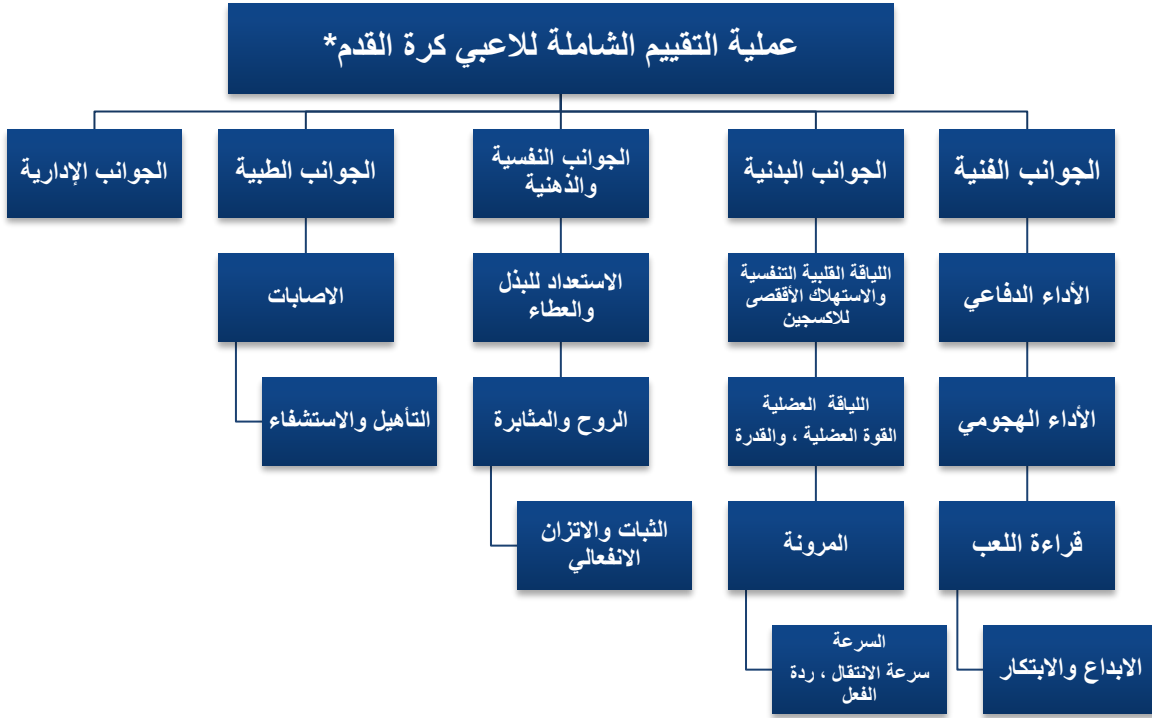 عملية التقييم الشاملة للاعبي كرة القدم*
الجوانب الفنية
الجوانب البدنية
الجوانب النفسية
والذهنية
الجوانب الطبية
الجوانب الإدارية
الأداء الدفاعي
اللياقة القلبية التنفسية
والاستهلاك الأققصى
للاكسجين
الاستعداد للبذل
والعطاء
الاصابات
الأداء الهجومي
اللياقة العضلية
القوة العضلية ، والقدرة
الروح والمثابرة
التأهيل والاستشفاء
قراءة اللعب
المرونة
الثبات والاتزان
الانفعالي
الابداع والابتكار
السرعة
سرعة الانتقال ، ردة
الفعل